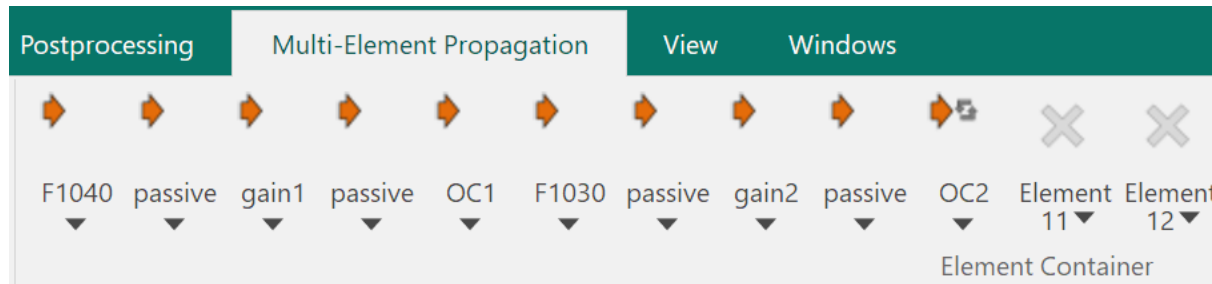 Postprocessing Multi-Element Propagation View Windows
F1040 passive gain1 passive OC1 F1030 passive gain2 passive OC2 Element 11 Element 12
Element Container